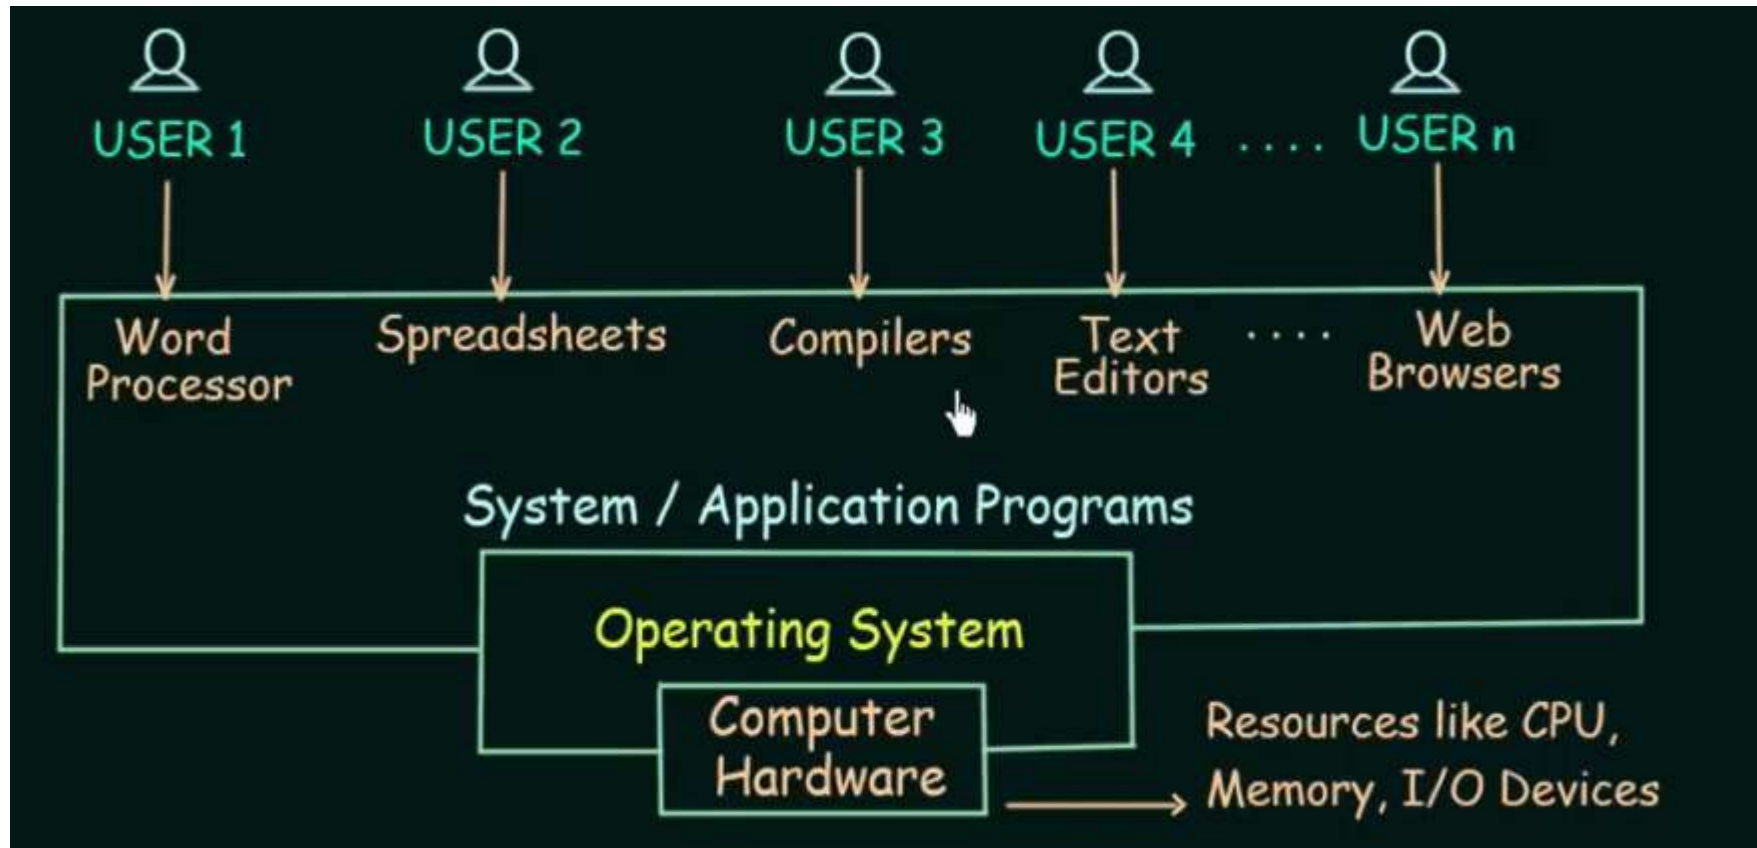 USER 1 USER 2 USER 3 USER 4 .... USER n
Word Processor
Spreadsheets
Compilers
Text Editors
....
Web Browsers
System / Application Programs
Operating System
Computer
Hardware
Resources like CPU,
Memory, I/O Devices